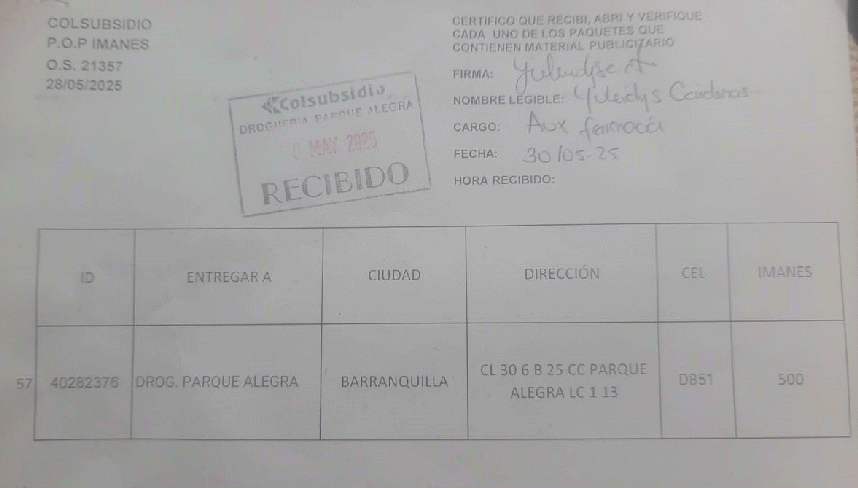 COLSUBSIDIO
P.O.P IMANES
O.S. 21357
28/05/2025
CERTIFICO QUE RECIBI, ABRI Y VERIFIQUE
CADA UNO DE LOS PAQUETES QUE
CONTIENEN MATERIAL PUBLICITARIO
FIRMA:
NOMBRE LEGIBLE: Yuleidys Cardenas
CARGO: Aux farmacia
FECHA: 30/05-25
HORA RECIBIDO:
Colsubsidio
DROGUERIA PARQUE ALEGRA
MAY 2025
RECIBIDO
ID ENTREGAR A CIUDAD DIRECCIÓN CEL IMANES
57 40282376 DROG. PARQUE ALEGRA BARRANQUILLA CL 30 6 B 25 CC PARQUE D851 500
ALEGRA LC 1 13